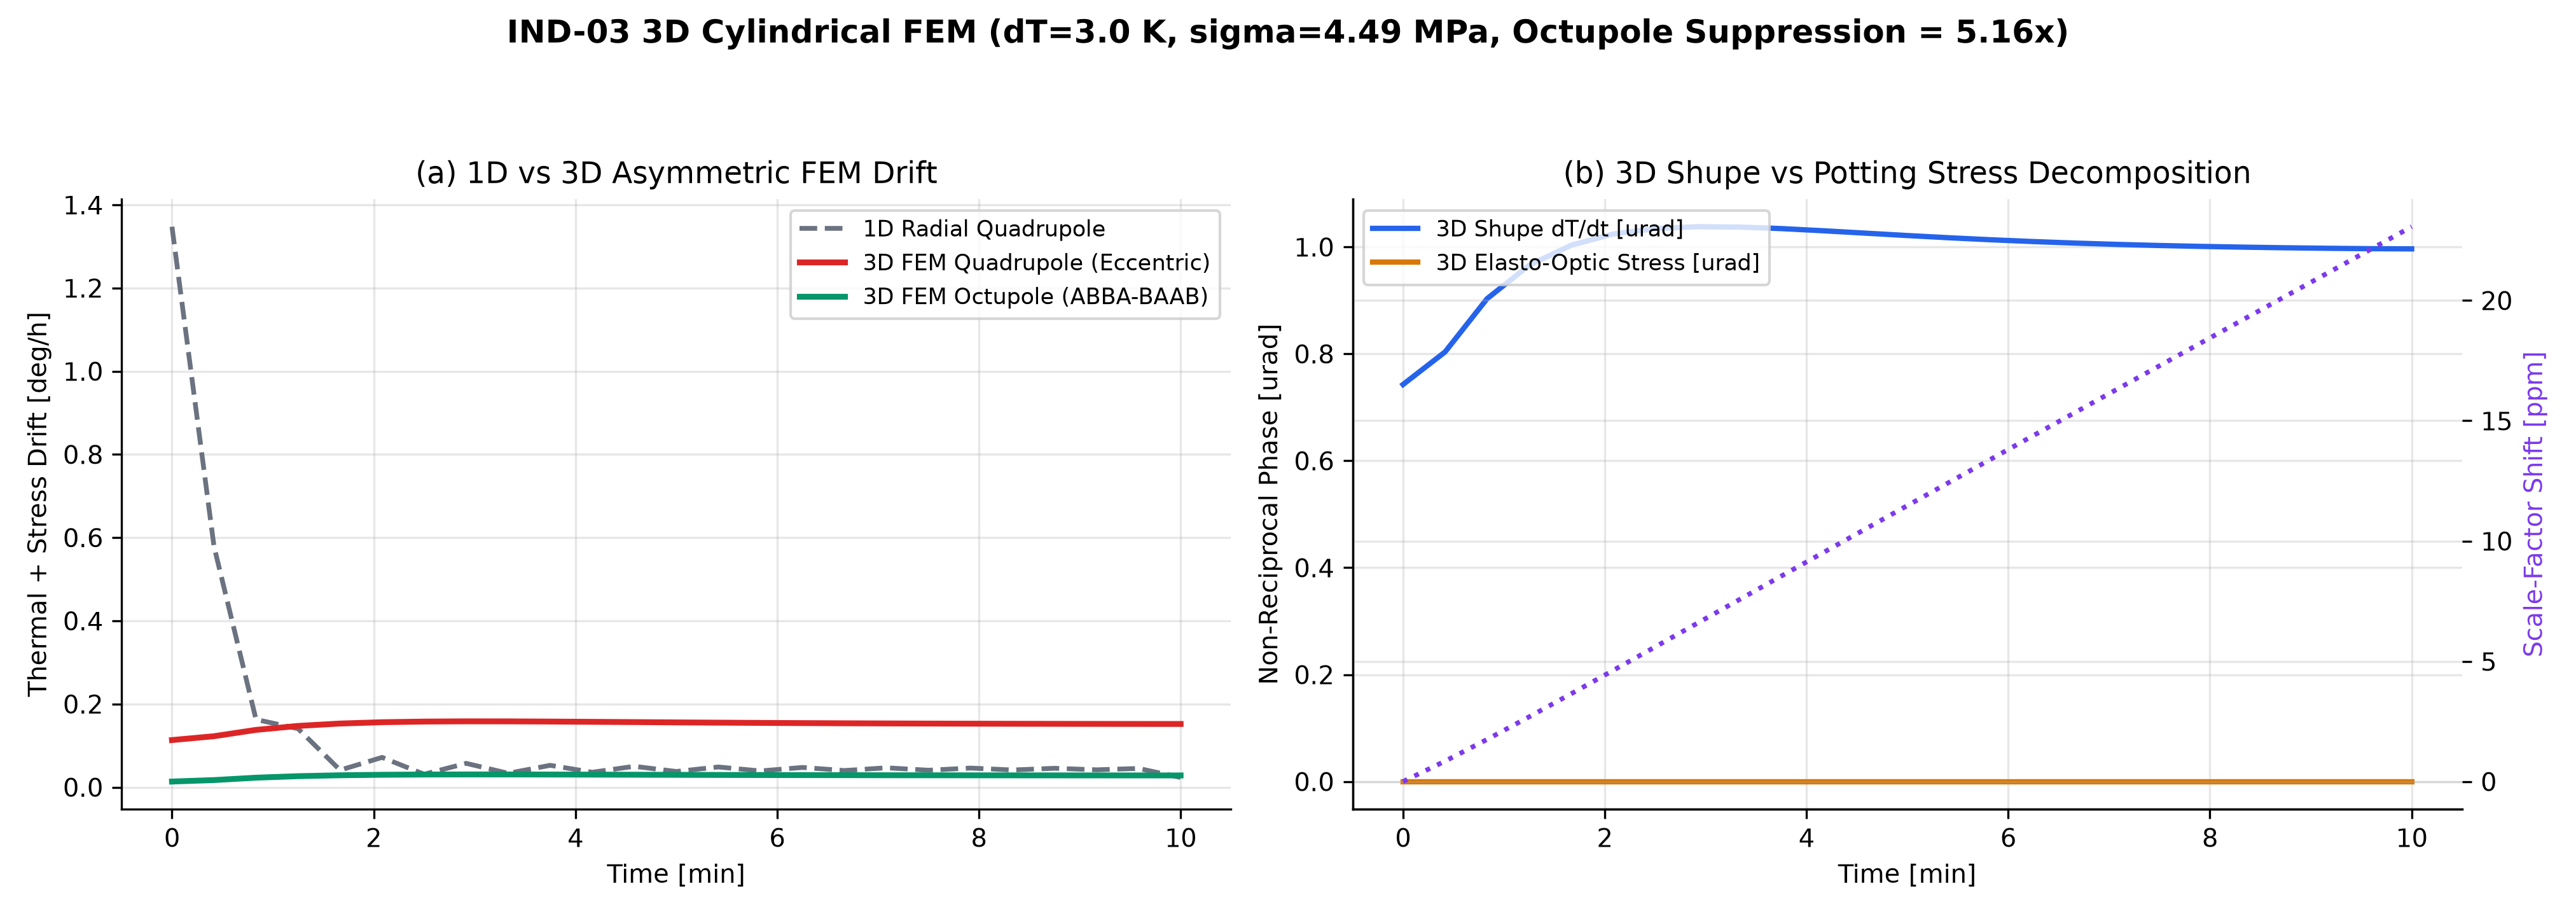 IND-03 3D Cylindrical FEM (dT=3.0 K, sigma=4.49 MPa, Octupole Suppression = 5.16x)
(a) 1D vs 3D Asymmetric FEM Drift
Thermal + Stress Drift [deg/h]
1.4
1.2
1.0
0.8
0.6
0.4
0.2
0.0
1D Radial Quadrupole
3D FEM Quadrupole (Eccentric)
3D FEM Octupole (ABBA-BAAB)
0 2 4 6 8 10
Time [min]
(b) 3D Shupe vs Potting Stress Decomposition
Non-Reciprocal Phase [urad]
1.0
0.8
0.6
0.4
0.2
0.0
3D Shupe dT/dt [urad]
3D Elasto-Optic Stress [urad]
20
15
10
5
0
Scale-Factor Shift [ppm]
0 2 4 6 8 10
Time [min]